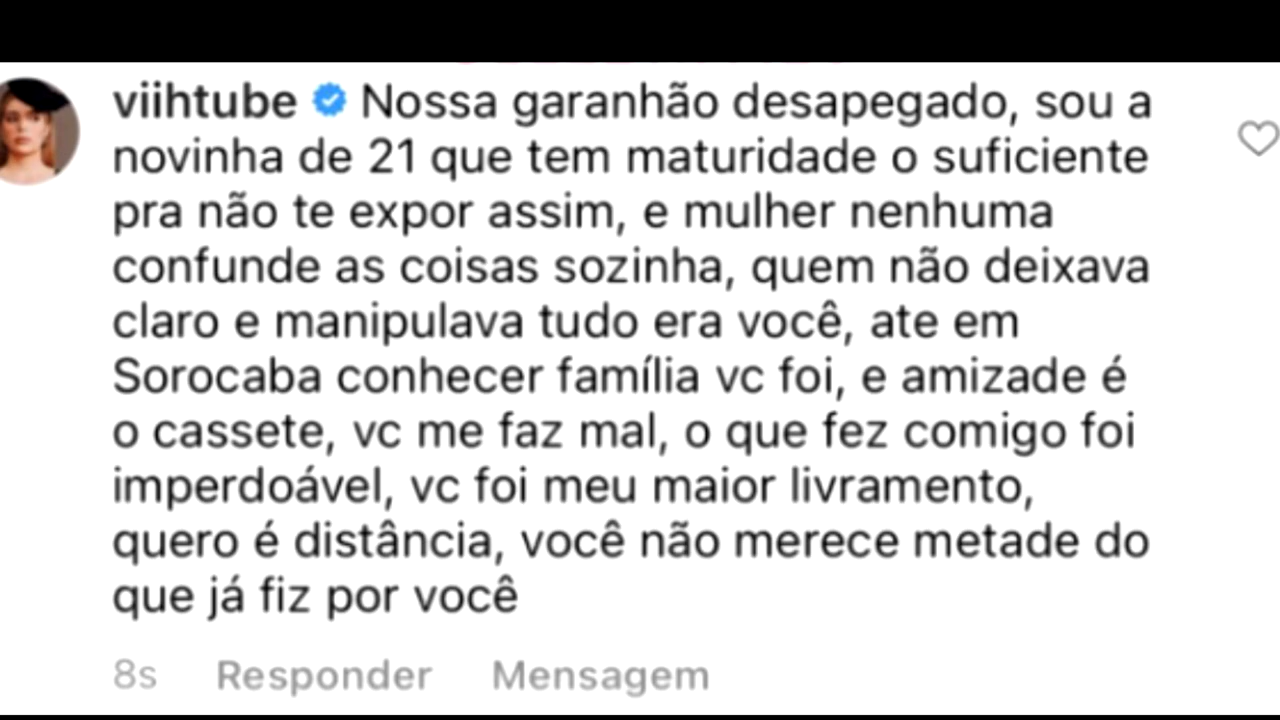 viihtube Nossa garanhão desapegado, sou a
novinha de 21 que tem maturidade o suficiente
pra não te expor assim, e mulher nenhuma
confunde as coisas sozinha, quem não deixava
claro e manipulava tudo era você, ate em
Sorocaba conhecer família vc foi, e amizade é
o cassete, vc me faz mal, o que fez comigo foi
imperdoável, vc foi meu maior livramento,
quero é distância, você não merece metade do
que já fiz por você
8s Responder Mensagem